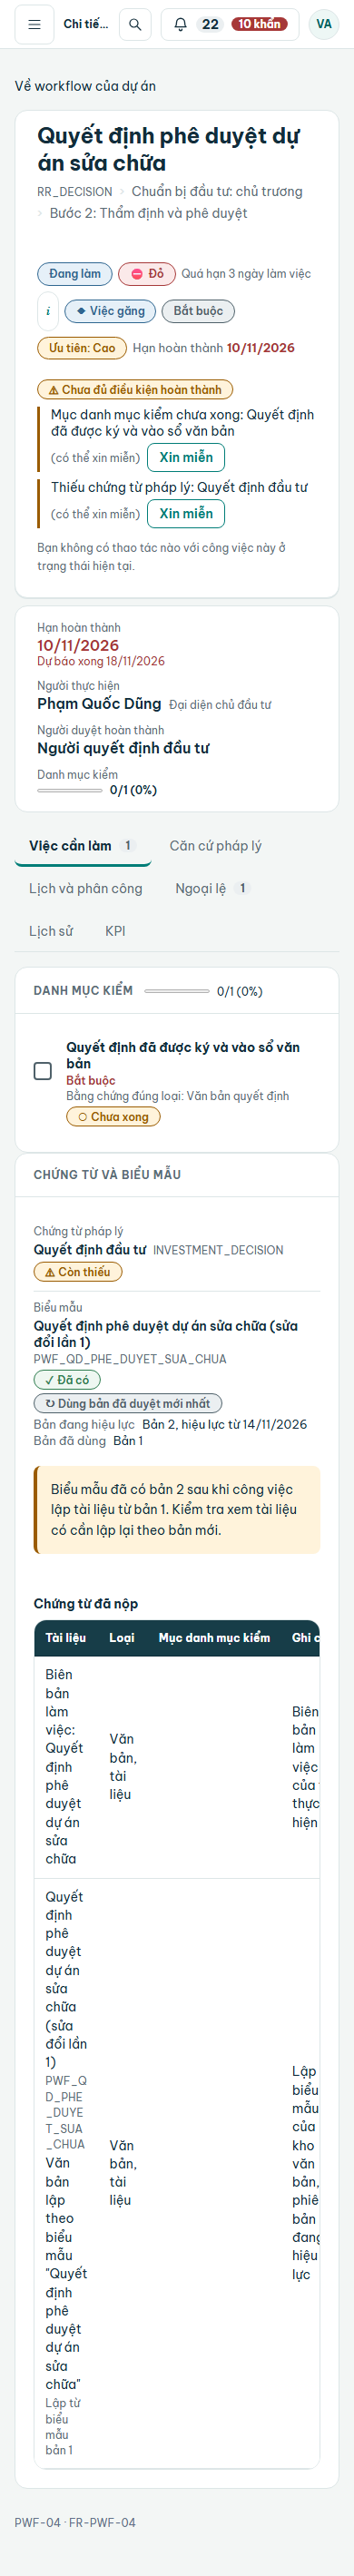 Chi tiế...
22
10 khẩn
VA
Về workflow của dự án
Quyết định phê duyệt dự
án sửa chữa
RR_DECISION > Chuẩn bị đầu tư: chủ trương
> Bước 2: Thẩm định và phê duyệt
Đang làm
Đỏ
Quá hạn 3 ngày làm việc
i
Việc găng
Bắt buộc
Ưu tiên: Cao
Hạn hoàn thành 10/11/2026
Chưa đủ điều kiện hoàn thành
Mục danh mục kiểm chưa xong: Quyết định
đã được ký và vào sổ văn bản
(có thể xin miễn) Xin miễn
Thiếu chứng từ pháp lý: Quyết định đầu tư
(có thể xin miễn) Xin miễn
Bạn không có thao tác nào với công việc này ở
trạng thái hiện tại.
Hạn hoàn thành
10/11/2026
Dự báo xong 18/11/2026
Người thực hiện
Phạm Quốc Dũng Đại diện chủ đầu tư
Người duyệt hoàn thành
Người quyết định đầu tư
Danh mục kiểm
0/1 (0%)
Việc cần làm 1
Căn cứ pháp lý
Lịch và phân công
Ngoại lệ 1
Lịch sử
KPI
DANH MỤC KIỂM 0/1 (0%)
Quyết định đã được ký và vào sổ văn
bản
Bắt buộc
Bằng chứng đúng loại: Văn bản quyết định
Chưa xong
CHỨNG TỪ VÀ BIỂU MẪU
Chứng từ pháp lý
Quyết định đầu tư INVESTMENT_DECISION
Còn thiếu
Biểu mẫu
Quyết định phê duyệt dự án sửa chữa (sửa
đổi lần 1)
PWF_QD_PHE_DUYET_SUA_CHUA
✓ Đã có
↻ Dùng bản đã duyệt mới nhất
Bản đang hiệu lực Bản 2, hiệu lực từ 14/11/2026
Bản đã dùng Bản 1
Biểu mẫu đã có bản 2 sau khi công việc
lập tài liệu từ bản 1. Kiểm tra xem tài liệu
có cần lập lại theo bản mới.
Chứng từ đã nộp
Tài liệu
Loại
Mục danh mục kiểm
Ghi c
Biên
bản
làm
việc:
Quyết
định
phê
duyệt
dự án
sửa
chữa
Văn
bản,
tài
liệu
Biên
bản
làm
việc
của
thực
hiện
Quyết
định
phê
duyệt
dự án
sửa
chữa
(sửa
đổi lần
1)
PWF_Q
D_PHE
_DUYE
T_SUA
_CHUA
Văn
bản
lập
theo
biểu
mẫu
"Quyết
định
phê
duyệt
dự án
sửa
chữa"
Lập từ
biểu
mẫu
bản 1
Văn
bản,
tài
liệu
Lập
biểu
mẫu
của
kho
văn
bản,
phiê
bản
đang
hiệu
lực
PWF-04 · FR-PWF-04